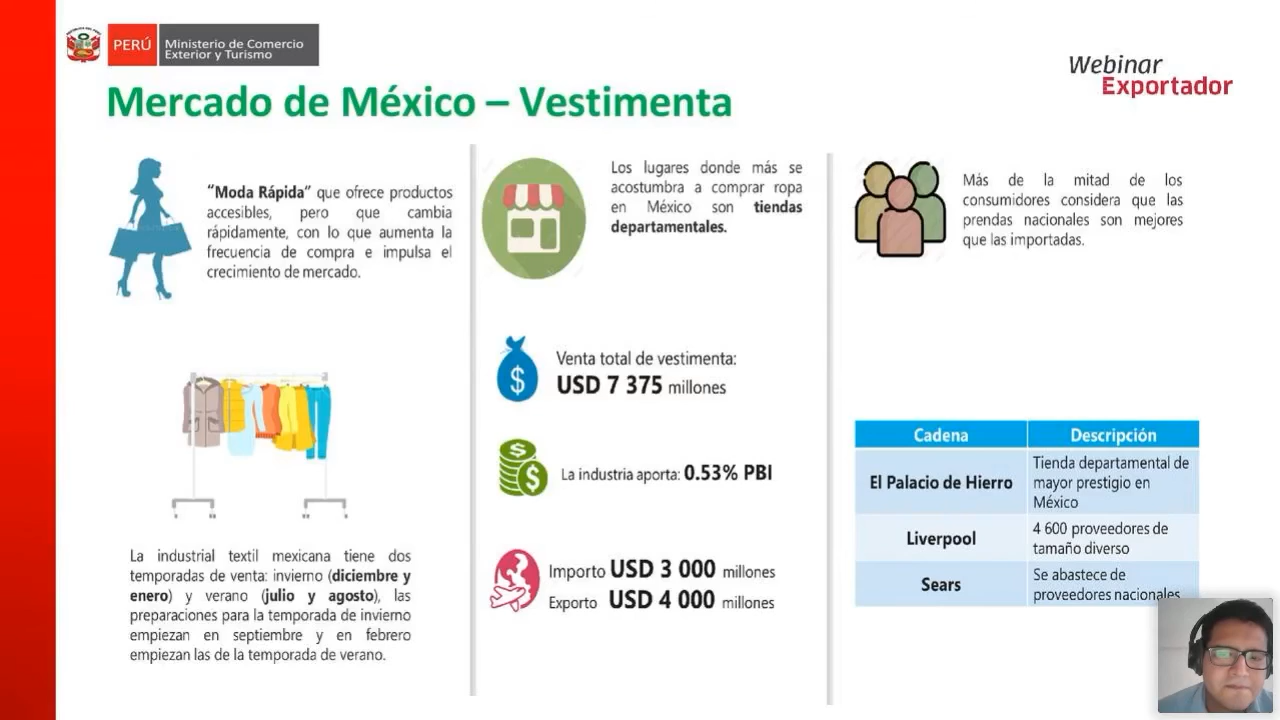 PERÚ
Ministerio de Comercio
Exterior y Turismo
Webinar
Exportador
Mercado de México – Vestimenta
“Moda Rápida” que ofrece productos
accesibles, pero que cambia
rápidamente, con lo que aumenta la
frecuencia de compra e impulsa el
crecimiento de mercado.
La industrial textil mexicana tiene dos
temporadas de venta: invierno (diciembre y
enero) y verano (julio y agosto), las
preparaciones para la temporada de invierno
empiezan en septiembre y en febrero
empiezan las de la temporada de verano.
Los lugares donde más se
acostumbra a comprar ropa
en México son tiendas
departamentales.
Venta total de vestimenta:
USD 7 375 millones
La industria aporta: 0.53% PBI
Importo USD 3 000 millones
Exporto USD 4 000 millones
Más de la mitad de los
consumidores considera que las
prendas nacionales son mejores
que las importadas.
Cadena
Descripción
El Palacio de Hierro
Tienda departamental de
mayor prestigio en
México
Liverpool
4 600 proveedores de
tamaño diverso
Sears
Se abastece de
proveedores nacionales